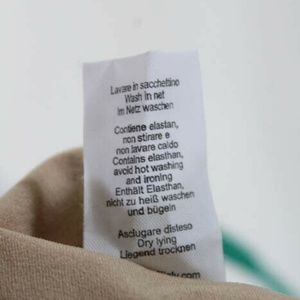 Lavare in sacchettino
Wash in net
im Netz waschen
Contiene elastan,
non stirare e
non lavare caldo
Contains elasthan,
avoid hot washing
and ironing
Enthält Elasthan,
nicht zu heiß waschen
und bügeln
Asclugare disteso
Dry lying
Liegend trocknen